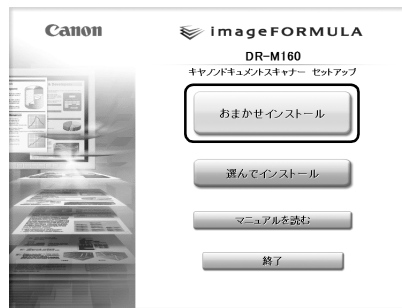 Canon
imageFORMULA
DR-M160
キヤノンドキュメントスキャナー セットアップ
おまかせインストール
選んでインストール
マニュアルを読む
終了